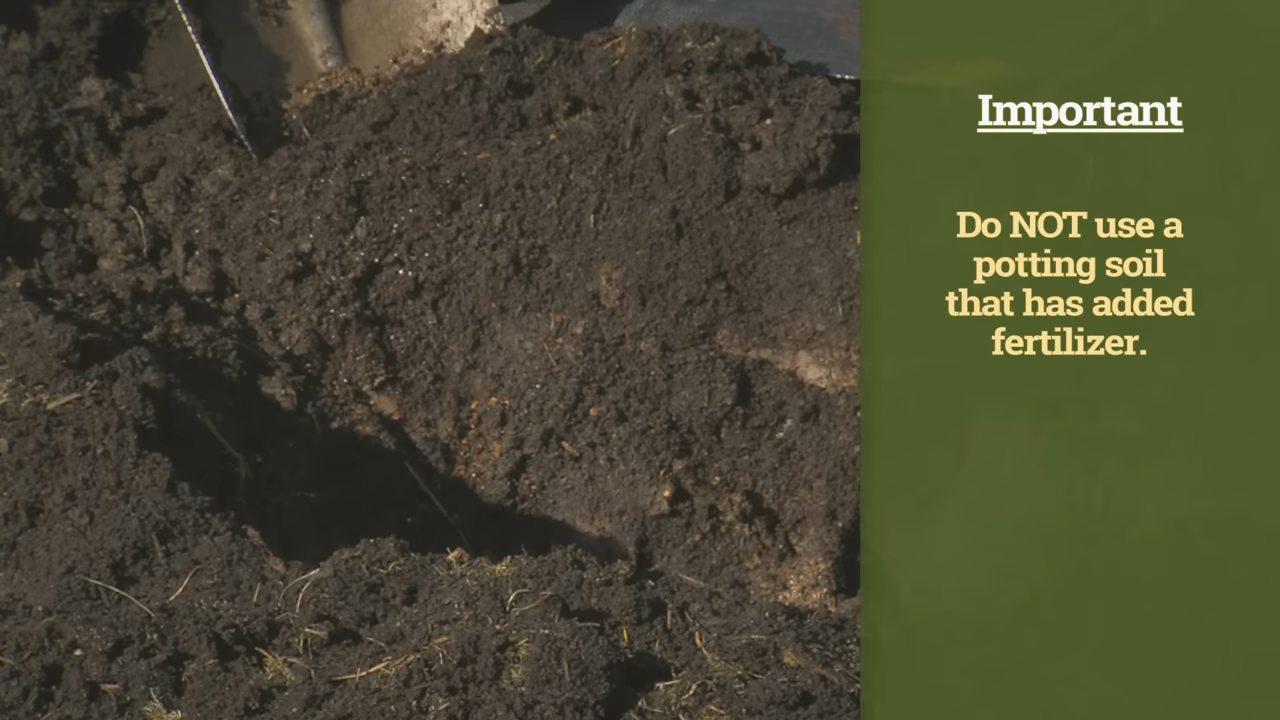 Important
Do NOT use a
potting soil
that has added
fertilizer.